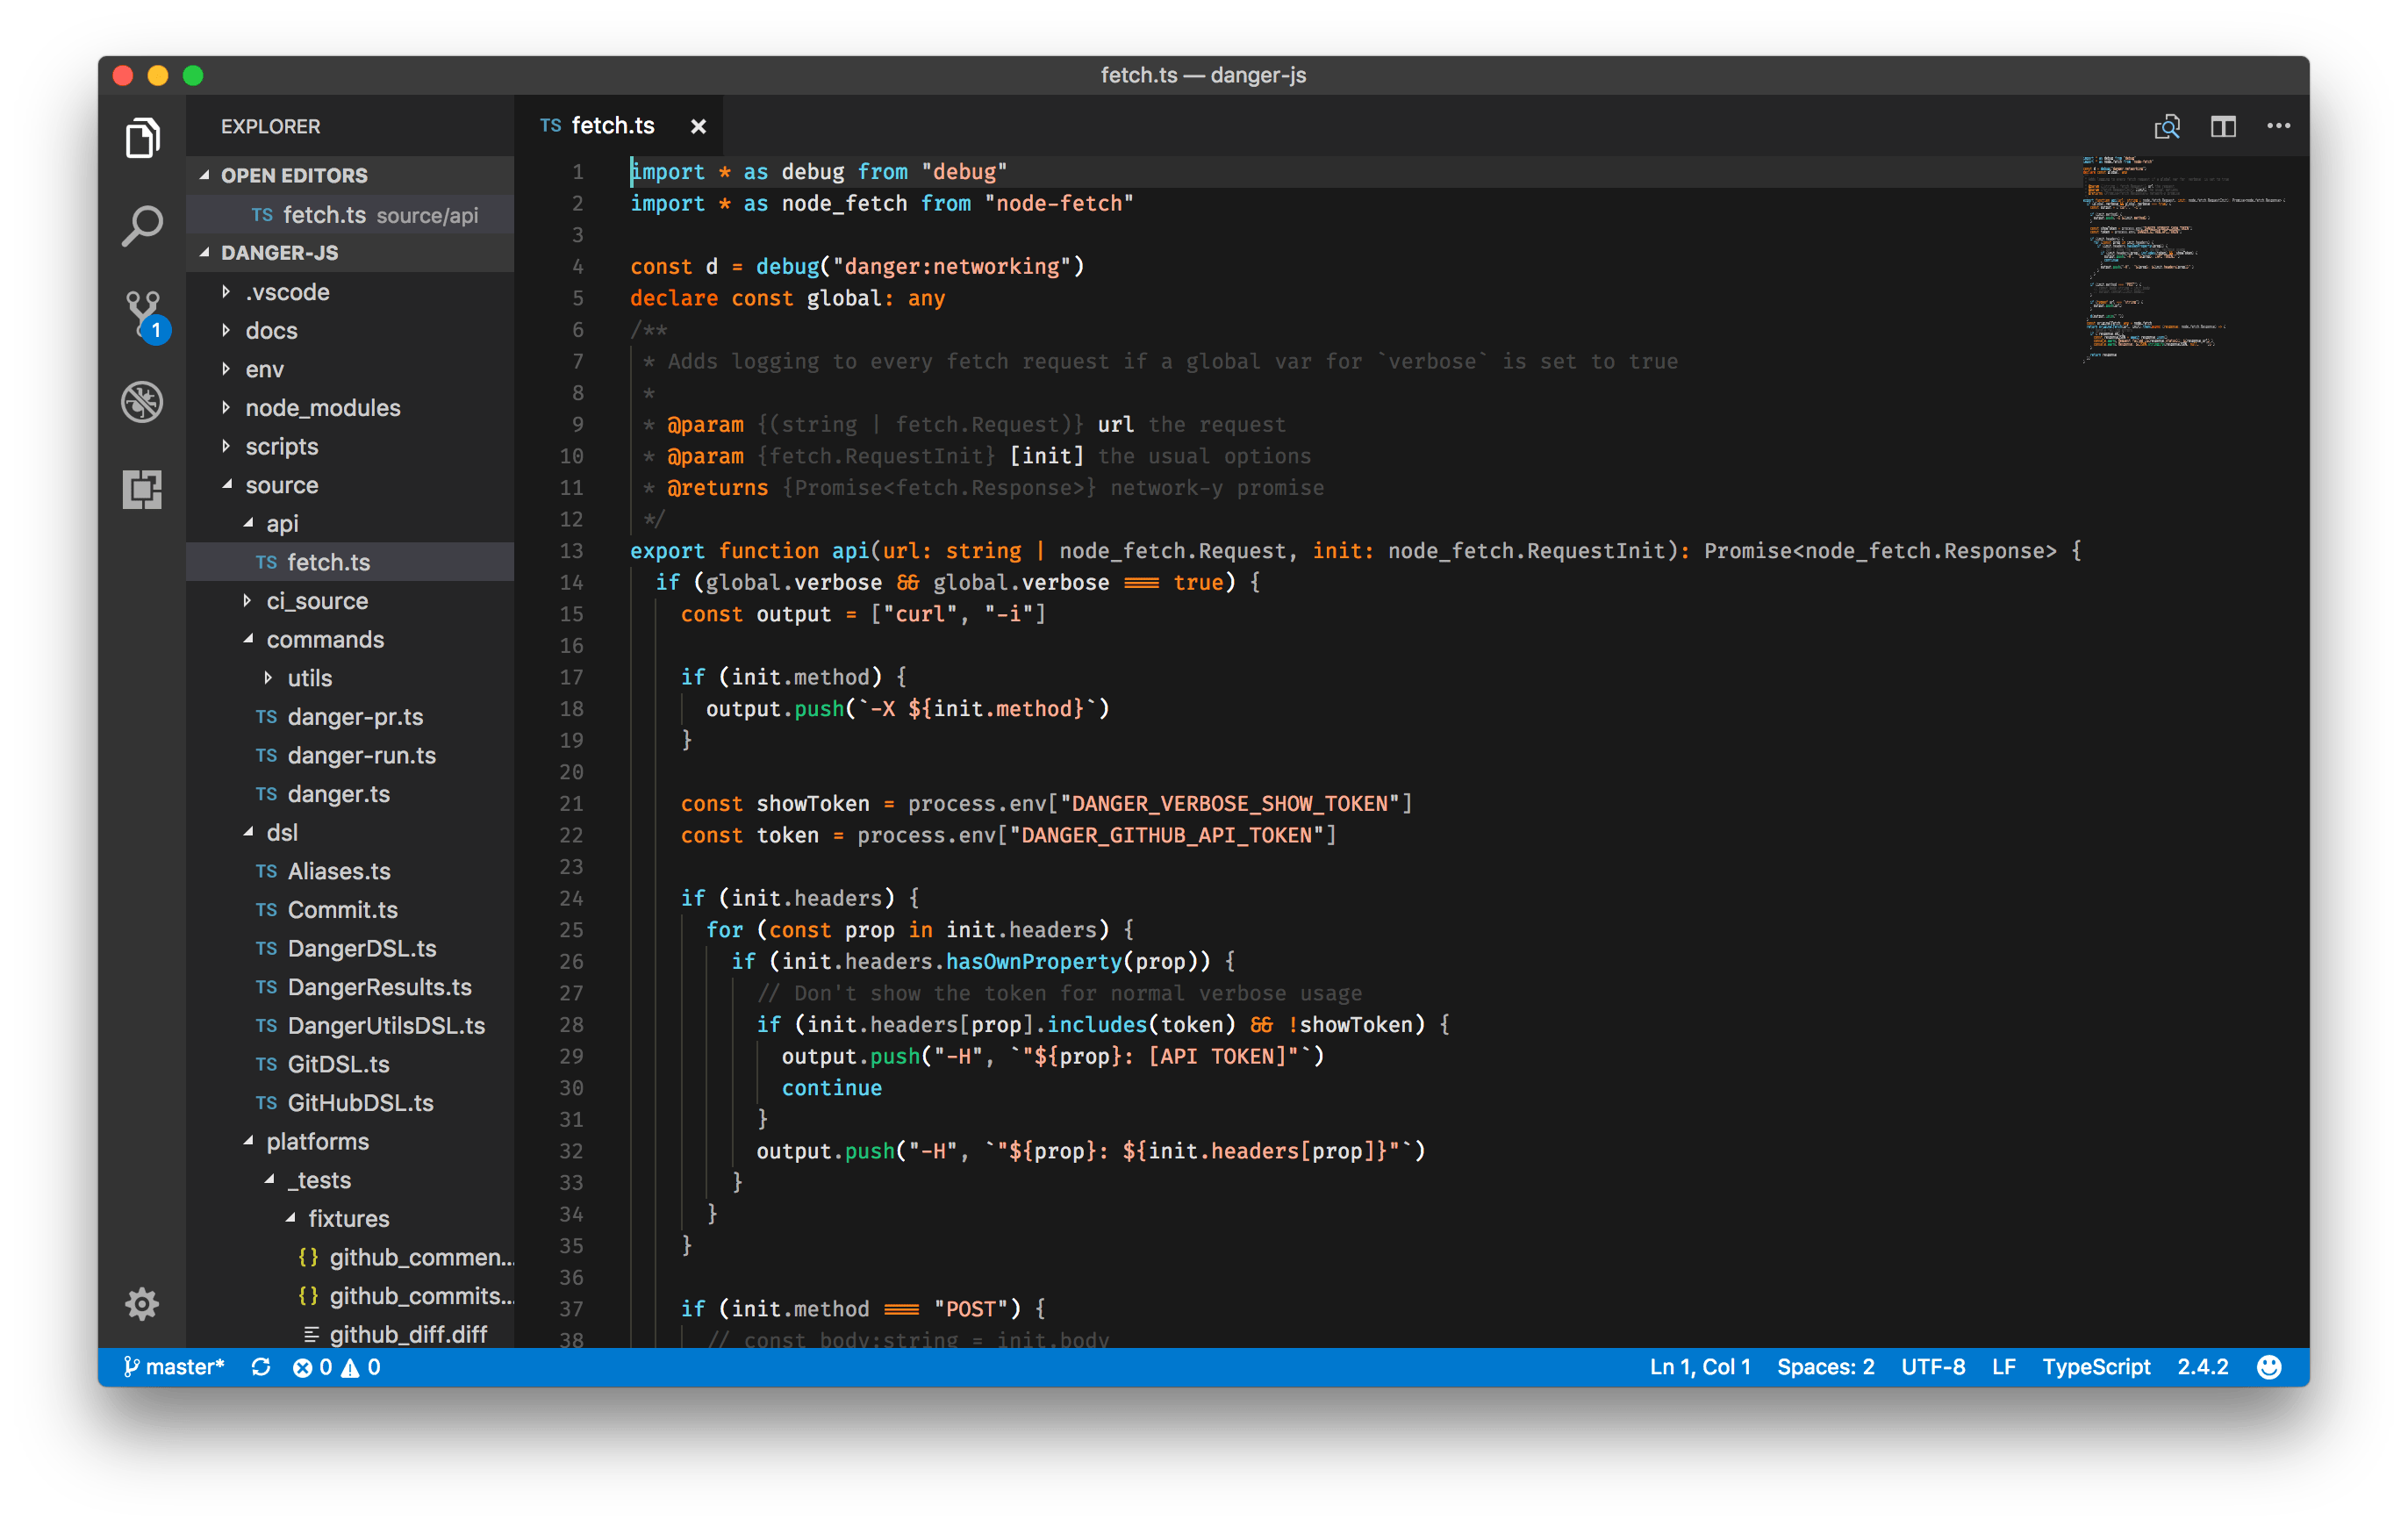 fetch.ts — danger-js
EXPLORER
OPEN EDITORS
TS fetch.ts source/api
DANGER-JS
.vscode
docs
env
node_modules
scripts
source
api
TS fetch.ts
ci_source
commands
utils
TS danger-pr.ts
TS danger-run.ts
TS danger.ts
dsl
TS Aliases.ts
TS Commit.ts
TS DangerDSL.ts
TS DangerResults.ts
TS DangerUtilsDSL.ts
TS GitDSL.ts
TS GitHubDSL.ts
platforms
_tests
fixtures
{} github_commen...
{} github_commits...
github_diff.diff
1
TS fetch.ts ×
1 import * as debug from "debug"
2 import * as node_fetch from "node-fetch"
3
4 const d = debug("danger:networking")
5 declare const global: any
6 /**
7  * Adds logging to every fetch request if a global var for `verbose` is set to true
8  *
9  * @param {(string | fetch.Request)} url the request
10  * @param {fetch.RequestInit} [init] the usual options
11  * @returns {Promise<fetch.Response>} network-y promise
12  */
13 export function api(url: string | node_fetch.Request, init: node_fetch.RequestInit): Promise<node_fetch.Response> {
14   if (global.verbose && global.verbose === true) {
15     const output = ["curl", "-i"]
16
17     if (init.method) {
18       output.push(`-X ${init.method}`)
19     }
20
21     const showToken = process.env["DANGER_VERBOSE_SHOW_TOKEN"]
22     const token = process.env["DANGER_GITHUB_API_TOKEN"]
23
24     if (init.headers) {
25       for (const prop in init.headers) {
26         if (init.headers.hasOwnProperty(prop)) {
27           // Don't show the token for normal verbose usage
28           if (init.headers[prop].includes(token) && !showToken) {
29             output.push("-H", `"${prop}: [API TOKEN]"`)
30             continue
31           }
32           output.push("-H", `"${prop}: ${init.headers[prop]}"`)
33         }
34       }
35     }
36
37     if (init.method === "POST") {
38       // const body:string = init.body
master* 0 0
Ln 1, Col 1 Spaces: 2 UTF-8 LF TypeScript 2.4.2